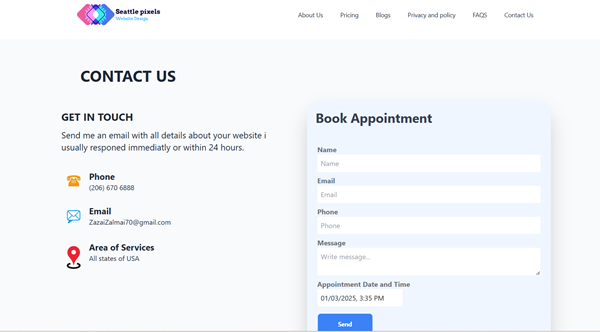 Seattle pixels
Website Design
About Us
Pricing
Blogs
Privacy and policy
FAQS
Contact Us
CONTACT US
GET IN TOUCH
Send me an email with all details about your website i
usually responed immediatly or within 24 hours.
Phone
(206) 670 6888
Email
ZazaiZalmai70@gmail.com
Area of Services
All states of USA
Book Appointment
Name
Name
Email
Email
Phone
Phone
Message
Write message...
Appointment Date and Time
01/03/2025, 3:35 PM
Send